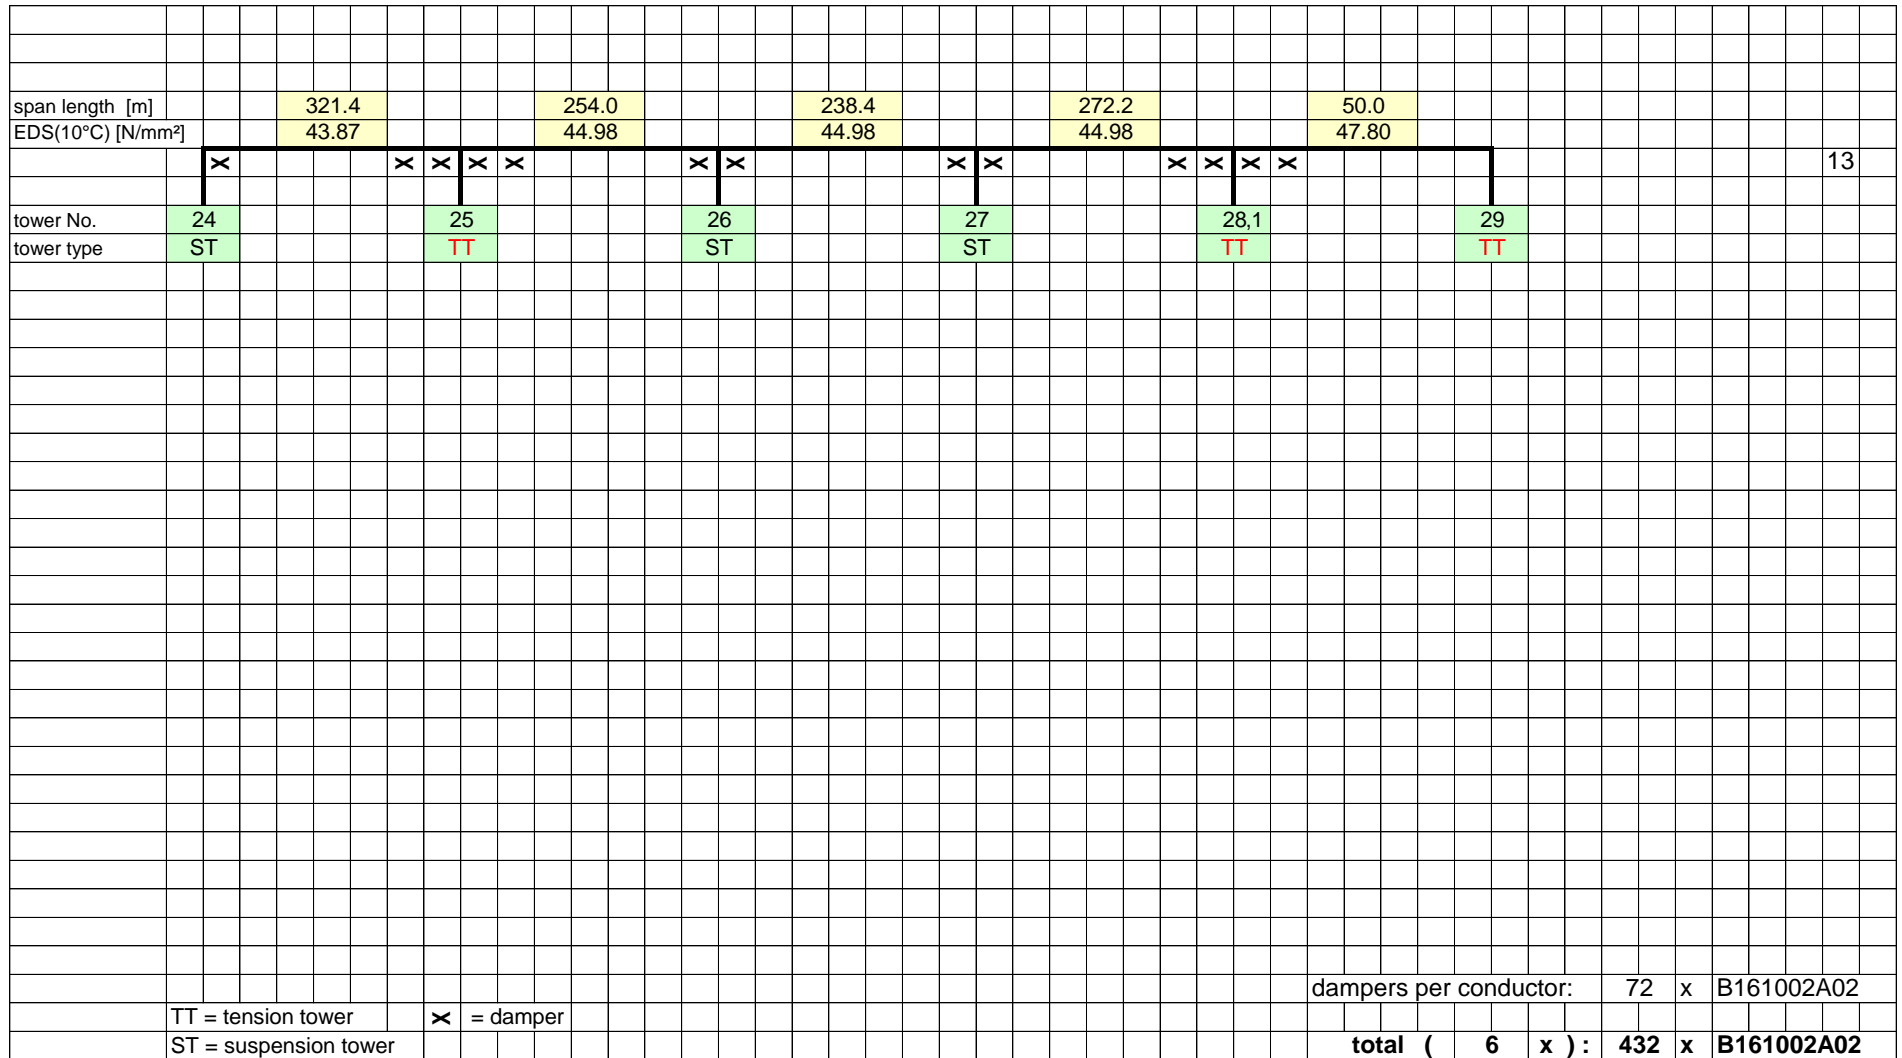 span length [m] 321.4 254.0 238.4 272.2 50.0
EDS(10°C) [N/mm²] 43.87 44.98 44.98 44.98 47.80
13
tower No. 24 25 26 27 28,1 29
tower type ST TT ST ST TT TT
dampers per conductor: 72 x B161002A02
TT = tension tower = damper
ST = suspension tower total ( 6 x ) : 432 x B161002A02